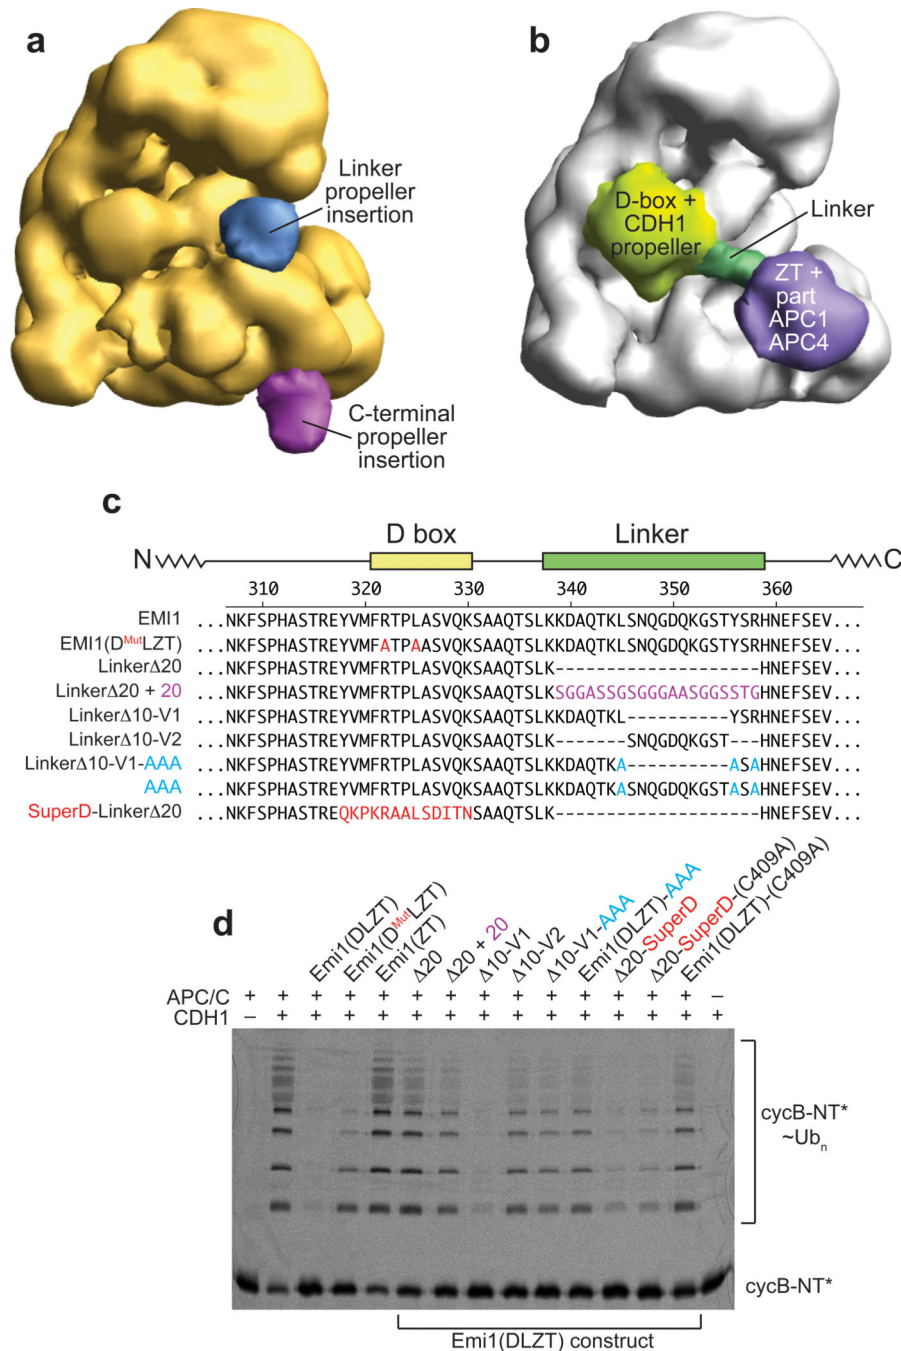 a
b
Linker
propeller
insertion
C-terminal
propeller
insertion
D-box +
CDH1
propeller
Linker
ZT +
part
APC1
APC4
c
D box
Linker
N
C
310 320 330 340 350 360
EMI1 ...NKFSPHASTREYVMFRTPLASVQKSAAQTSLKKDAQTKLSNQGDQKGSTYSRHNEFSEV...
EMI1(D^Mut LZT) ...NKFSPHASTREYVMFATPAASVQKSAAQTSLKKDAQTKLSNQGDQKGSTYSRHNEFSEV...
LinkerΔ20 ...NKFSPHASTREYVMFRTPLASVQKSAAQTSLK--------------------HNEFSEV...
LinkerΔ20 + 20 ...NKFSPHASTREYVMFRTPLASVQKSAAQTSLKSGGASSGSGGGAASGGSSTGHNEFSEV...
LinkerΔ10-V1 ...NKFSPHASTREYVMFRTPLASVQKSAAQTSLKKDAQTKL----------YSRHNEFSEV...
LinkerΔ10-V2 ...NKFSPHASTREYVMFRTPLASVQKSAAQTSLK-------SNQGDQKGST---HNEFSEV...
LinkerΔ10-V1-AAA ...NKFSPHASTREYVMFRTPLASVQKSAAQTSLKKDAQTKA----------ASAHNEFSEV...
AAA ...NKFSPHASTREYVMFRTPLASVQKSAAQTSLKKDAQTKASNQGDQKGSTASAHNEFSEV...
SuperD-LinkerΔ20 ...NKFSPHASTREQKPKRAALSDITNSAAQTSLK--------------------HNEFSEV...
d
Emi1(DLZT)
Emi1(D^Mut LZT)
Emi1(ZT)
Δ20
Δ20 + 20
Δ10-V1
Δ10-V2
Δ10-V1-AAA
Emi1(DLZT)-AAA
Δ20-SuperD
Δ20-SuperD-(C409A)
Emi1(DLZT)-(C409A)
APC/C + + + + + + + + + + + + + –
CDH1 – + + + + + + + + + + + + +
cycB-NT*
~Ubn
cycB-NT*
Emi1(DLZT) construct